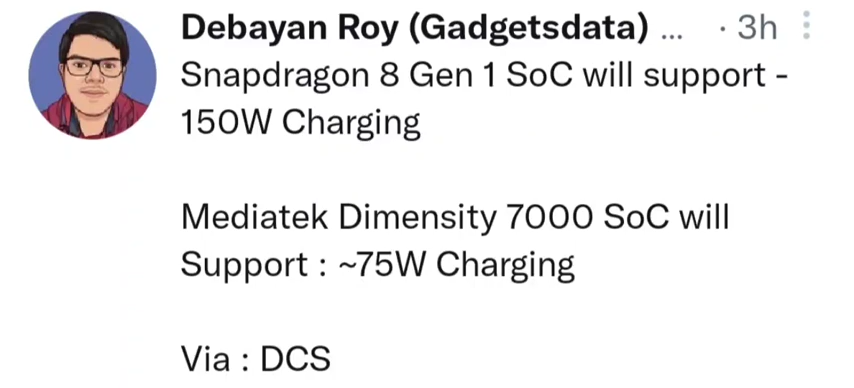 Debayan Roy (Gadgetsdata) ... · 3h
Snapdragon 8 Gen 1 SoC will support -
150W Charging
Mediatek Dimensity 7000 SoC will
Support : ~75W Charging
Via : DCS